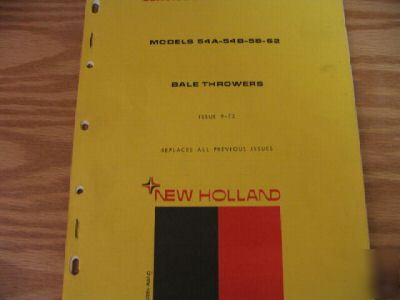 MODELS 54A-54B-58-62
BALE THROWERS
ISSUE 9-73
REPLACES ALL PREVIOUS ISSUES
NEW HOLLAND